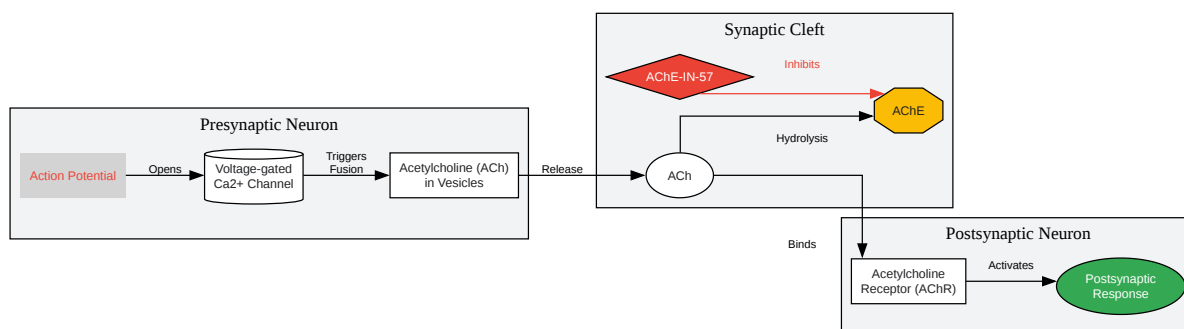 Synaptic Cleft
AChE-IN-57
Inhibits
AChE
Hydrolysis
ACh
Presynaptic Neuron
Action Potential
Opens
Voltage-gated
Ca2+ Channel
Triggers
Fusion
Acetylcholine (ACh)
in Vesicles
Release
Postsynaptic Neuron
Binds
Acetylcholine
Receptor (AChR)
Activates
Postsynaptic
Response